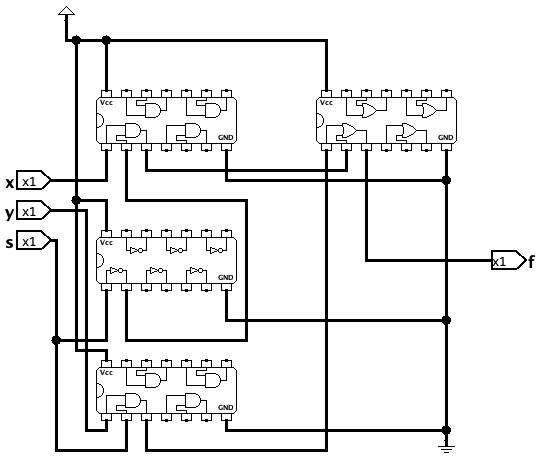 Vcc
Vcc
GND
GND
x x1
y x1
s x1
Vcc
x1 f
GND
Vcc
GND